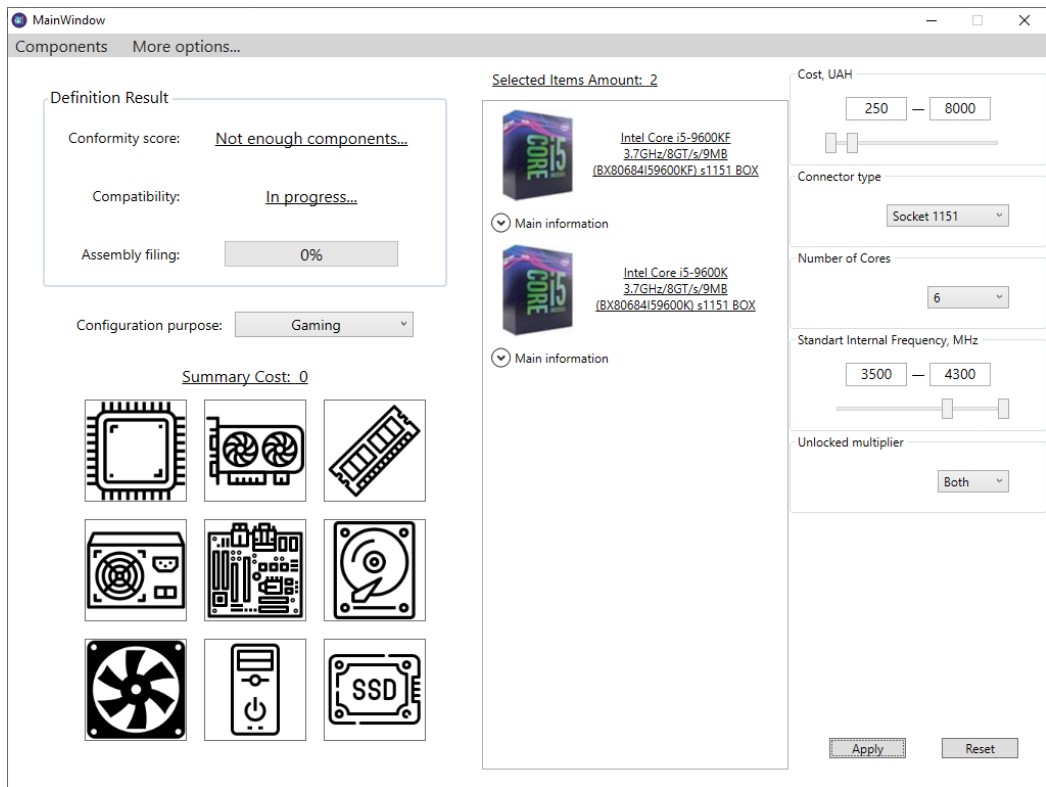 MainWindow
Components More options...
Definition Result
Conformity score: Not enough components...
Compatibility: In progress...
Assembly filing: 0%
Configuration purpose: Gaming
Summary Cost: 0
SSD
Selected Items Amount: 2
CORE i5
Intel Core i5-9600KF
3.7GHz/8GT/s/9MB
(BX80684I59600KF) s1151 BOX
Main information
CORE i5
Intel Core i5-9600K
3.7GHz/8GT/s/9MB
(BX80684I59600K) s1151 BOX
Main information
Cost, UAH
250 — 8000
Connector type
Socket 1151
Number of Cores
6
Standart Internal Frequency, MHz
3500 — 4300
Unlocked multiplier
Both
Apply Reset